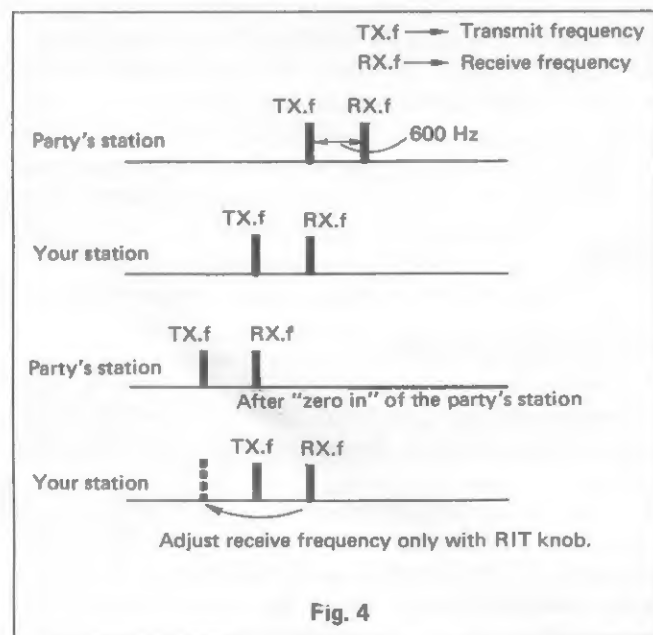 TX.f → Transmit frequency
RX.f → Receive frequency
TX.f RX.f
Party's station
600 Hz
TX.f RX.f
Your station
TX.f RX.f
Party's station
After "zero in" of the party's station
TX.f RX.f
Your station
Adjust receive frequency only with RIT knob.
Fig. 4